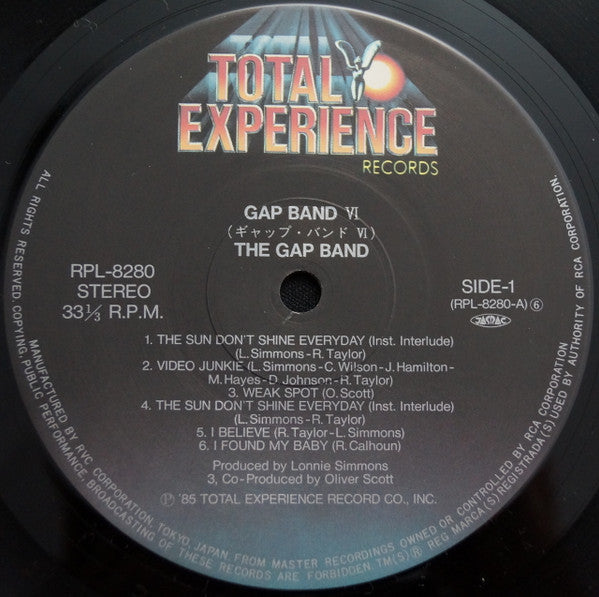 TOTAL
EXPERIENCE
RECORDS
GAP BAND VI
(ギャップ・バンド VI)
THE GAP BAND
RPL-8280
STEREO
33 1/3 R.P.M.
SIDE-1
(RPL-8280-A) ⑥
JASRAC
1. THE SUN DON'T SHINE EVERYDAY (Inst. Interlude)
(L. Simmons-R. Taylor)
2. VIDEO JUNKIE (L. Simmons-C. Wilson-J. Hamilton-
M. Hayes-D. Johnson-R. Taylor)
3. WEAK SPOT (O. Scott)
4. THE SUN DON'T SHINE EVERYDAY (Inst. Interlude)
(L. Simmons-R. Taylor)
5. I BELIEVE (R. Taylor-L. Simmons)
6. I FOUND MY BABY (R. Calhoun)
Produced by Lonnie Simmons
3, Co-Produced by Oliver Scott
Ⓟ '85 TOTAL EXPERIENCE RECORD CO., INC.
ALL RIGHTS RESERVED. COPYING, PUBLIC PERFORMANCE, BROADCASTING OF THESE RECORDS ARE FORBIDDEN. TM(S)® REG MARCA(S) REGISTRADA(S) USED BY AUTHORITY OF RCA CORPORATION.
MANUFACTURED BY RVC CORPORATION, TOKYO, JAPAN, FROM MASTER RECORDINGS OWNED OR CONTROLLED BY RCA CORPORATION.